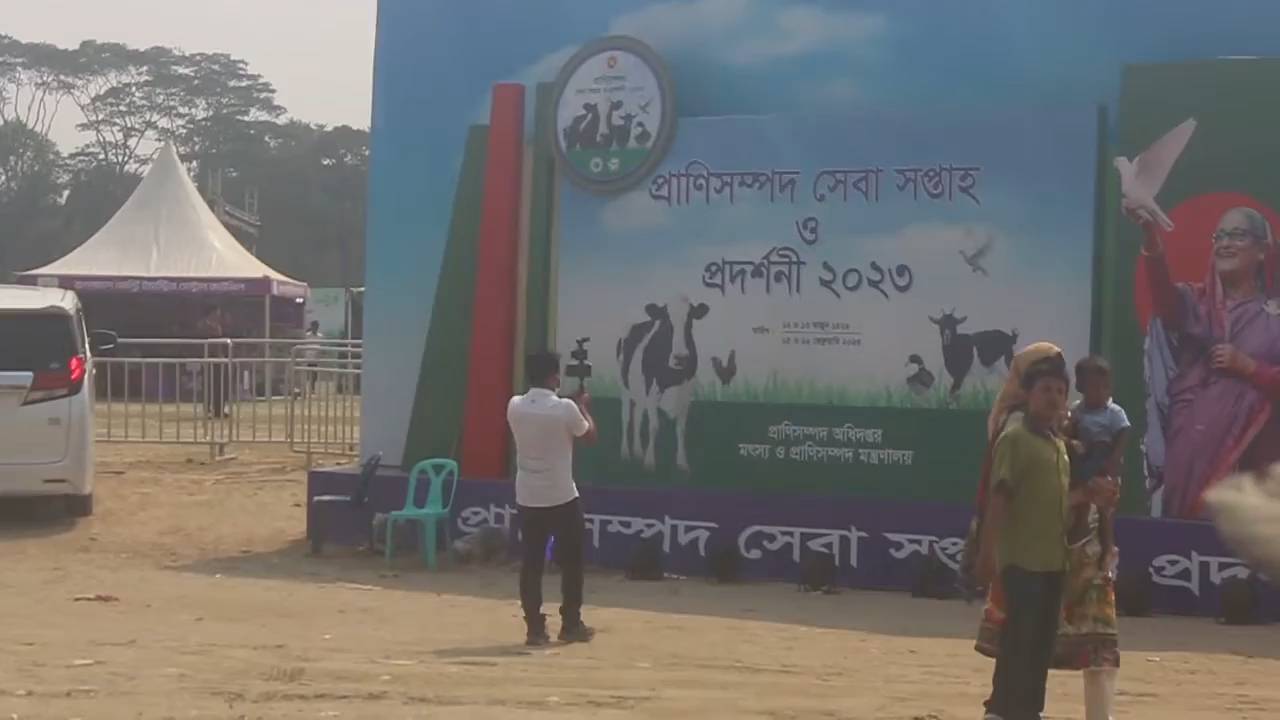 প্রাণিসম্পদ সেবা সপ্তাহ
ও
প্রদর্শনী ২০২৩
প্রাণিসম্পদ অধিদপ্তর
মৎস্য ও প্রাণিসম্পদ মন্ত্রণালয়
প্রা সম্পদ সেবা সপ্ত
প্রদ